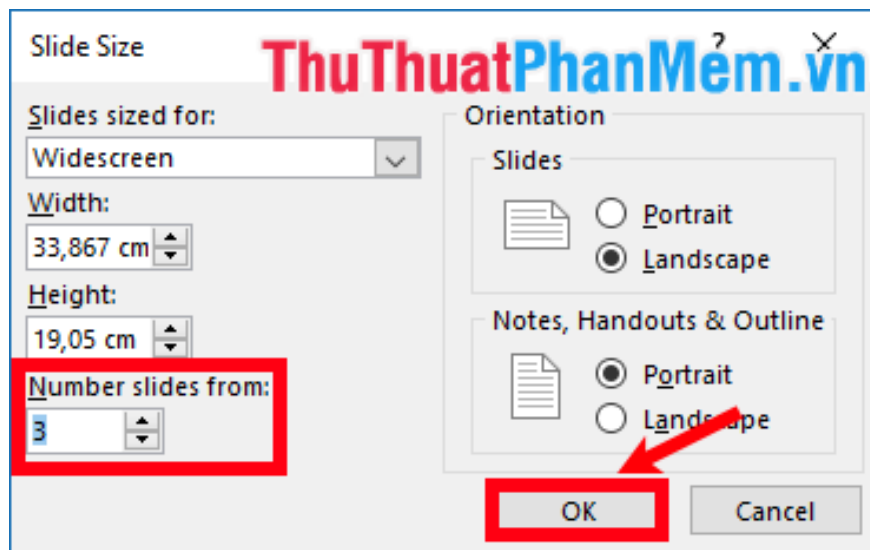 Slide Size
?
ThuThuatPhanMem.vn
Slides sized for:
Widescreen
Width:
33,867 cm
Height:
19,05 cm
Number slides from:
3
Orientation
Slides
Portrait
Landscape
Notes, Handouts & Outline
Portrait
Landscape
OK
Cancel